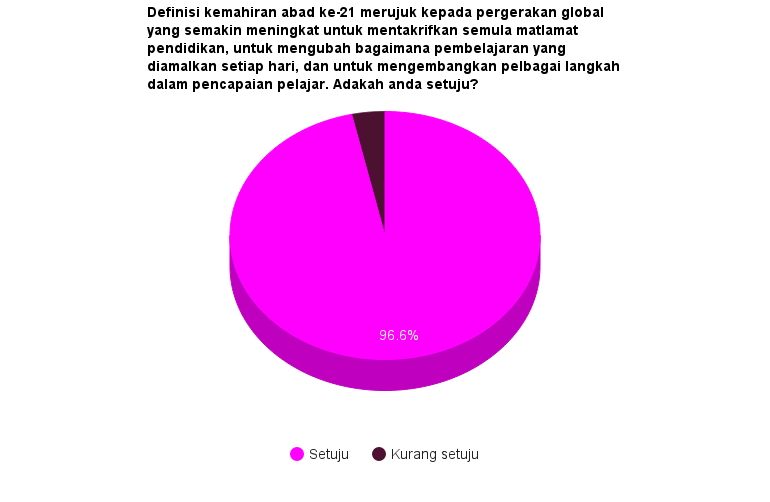 Definisi kemahiran abad ke-21 merujuk kepada pergerakan global
yang semakin meningkat untuk mentakrifkan semula matlamat
pendidikan, untuk mengubah bagaimana pembelajaran yang
diamalkan setiap hari, dan untuk mengembangkan pelbagai langkah
dalam pencapaian pelajar. Adakah anda setuju?
96.6%
Setuju
Kurang setuju